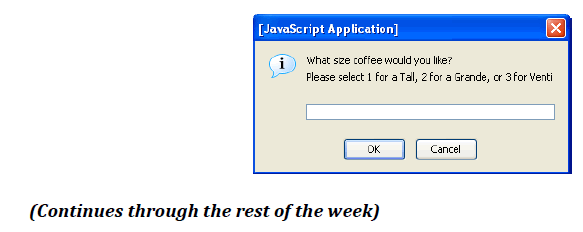 [JavaScript Application]
What size coffee would you like?
Please select 1 for a Tall, 2 for a Grande, or 3 for Venti
OK Cancel
(Continues through the rest of the week)